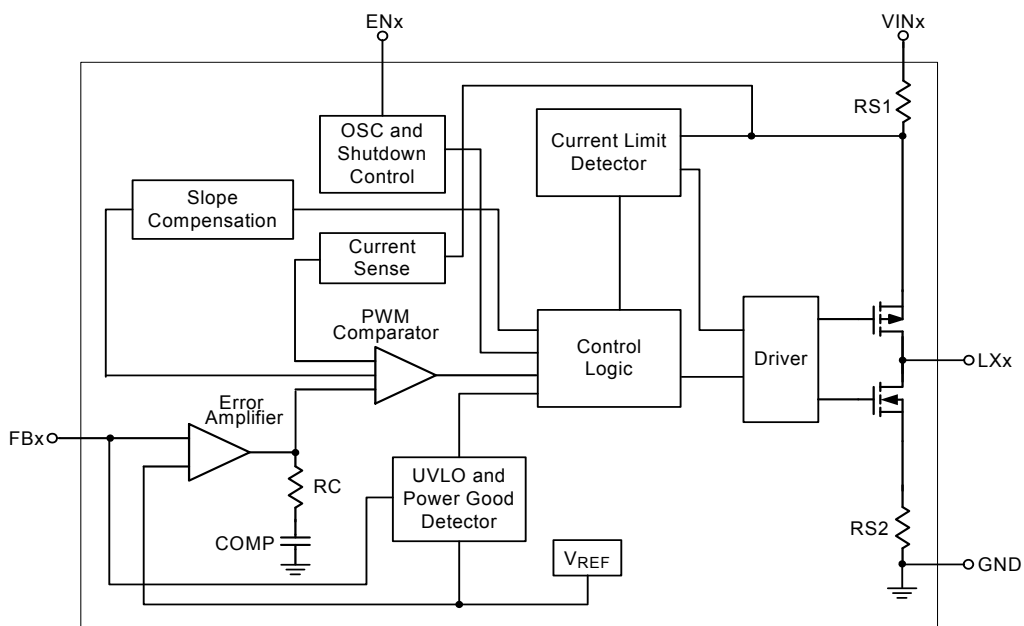 ENx
VINx
RS1
OSC and
Shutdown
Control
Current Limit
Detector
Slope
Compensation
Current
Sense
PWM
Comparator
Control
Logic
Driver
LXx
Error
Amplifier
FBx
RC
UVLO and
Power Good
Detector
COMP
RS2
VREF
GND